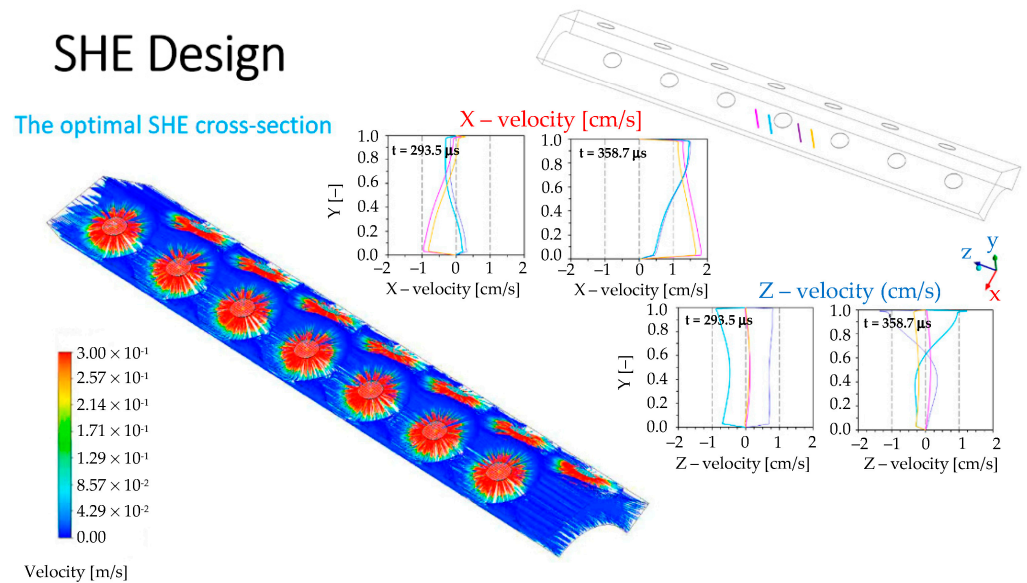 SHE Design
The optimal SHE cross-section
X – velocity [cm/s]
t = 293.5 µs
Y [–]
1.0
0.8
0.6
0.4
0.2
0.0
−2 −1 0 1 2
X – velocity [cm/s]
t = 358.7 µs
1.0
0.8
0.6
0.4
0.2
0.0
−2 −1 0 1 2
X – velocity [cm/s]
y
z
x
Z – velocity (cm/s)
t = 293.5 µs
Y [–]
1.0
0.8
0.6
0.4
0.2
0.0
−2 −1 0 1 2
Z – velocity [cm/s]
t = 358.7 µs
1.0
0.8
0.6
0.4
0.2
0.0
−2 −1 0 1 2
Z – velocity [cm/s]
3.00 × 10⁻¹
2.57 × 10⁻¹
2.14 × 10⁻¹
1.71 × 10⁻¹
1.29 × 10⁻¹
8.57 × 10⁻²
4.29 × 10⁻²
0.00
Velocity [m/s]